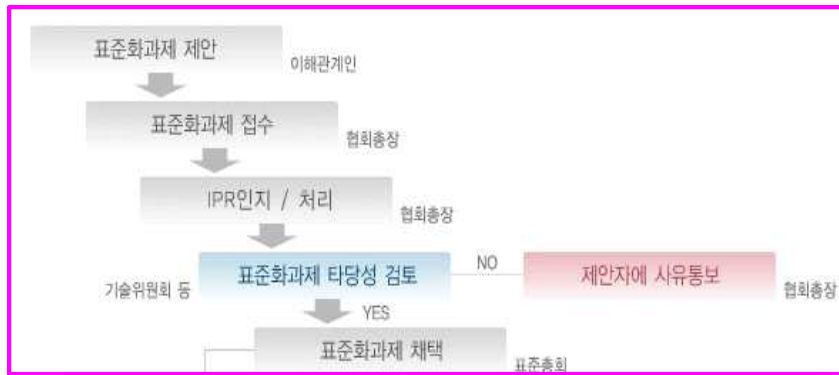 표준화과제 제안
이해관계인
표준화과제 접수
협회총장
IPR인지 / 처리
협회총장
기술위원회 등
표준화과제 타당성 검토
NO
제안자에 사유통보
협회총장
YES
표준화과제 채택
표준총회